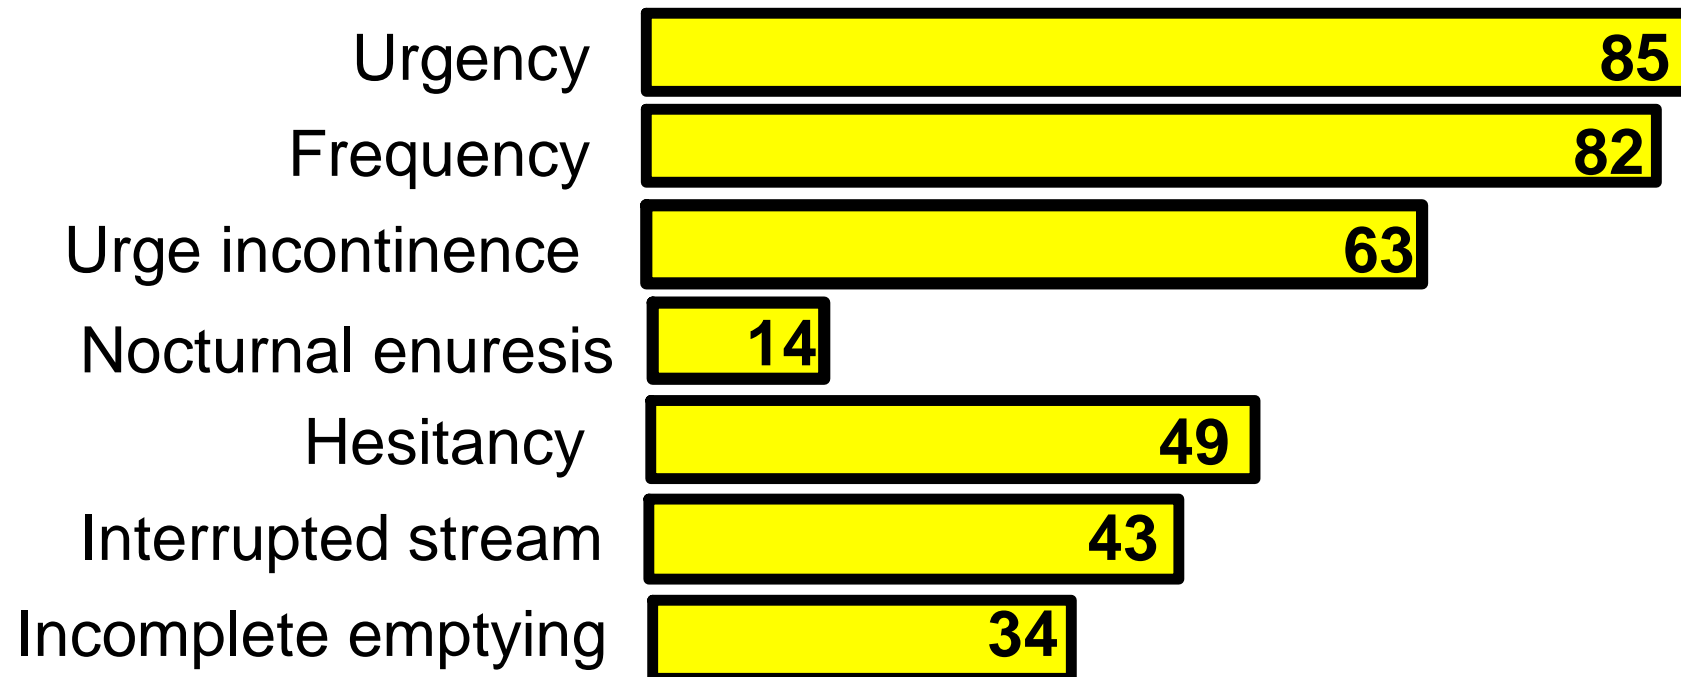 Urgency 85
Frequency 82
Urge incontinence 63
Nocturnal enuresis 14
Hesitancy 49
Interrupted stream 43
Incomplete emptying 34